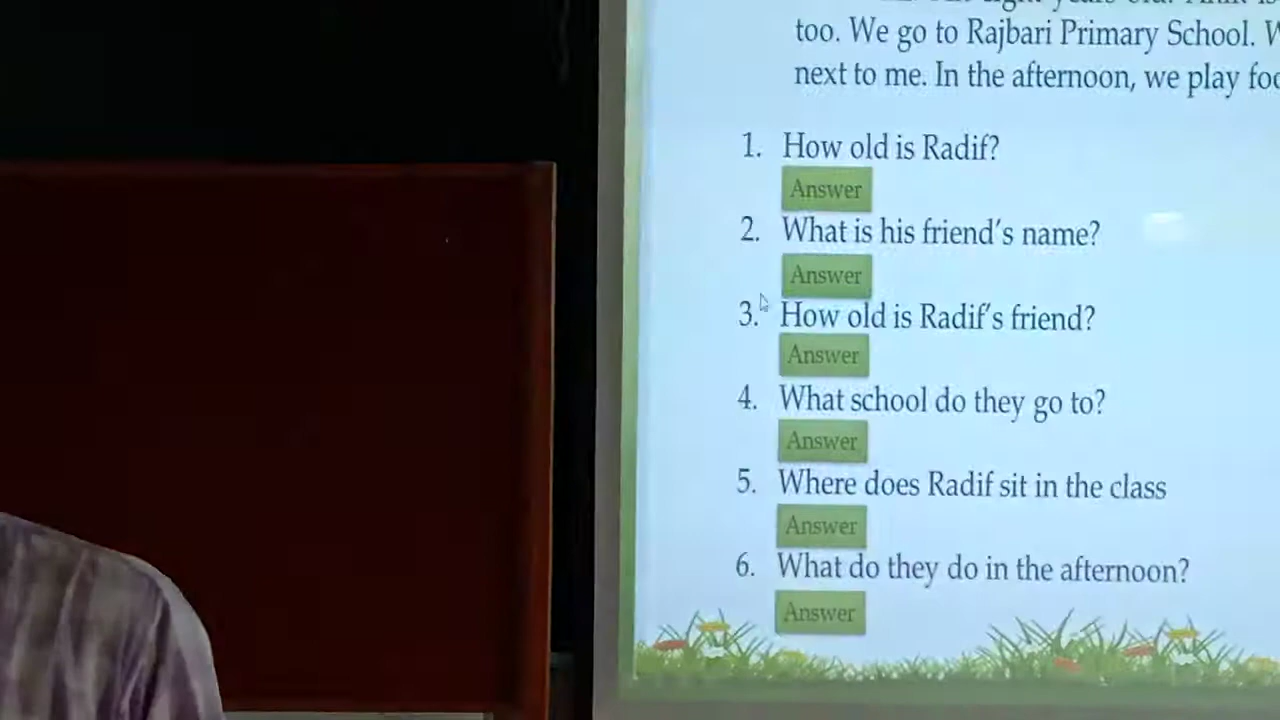 too. We go to Rajbari Primary School.
next to me. In the afternoon, we play
1. How old is Radif?
Answer
2. What is his friend's name?
Answer
3. How old is Radif's friend?
Answer
4. What school do they go to?
Answer
5. Where does Radif sit in the class
Answer
6. What do they do in the afternoon?
Answer